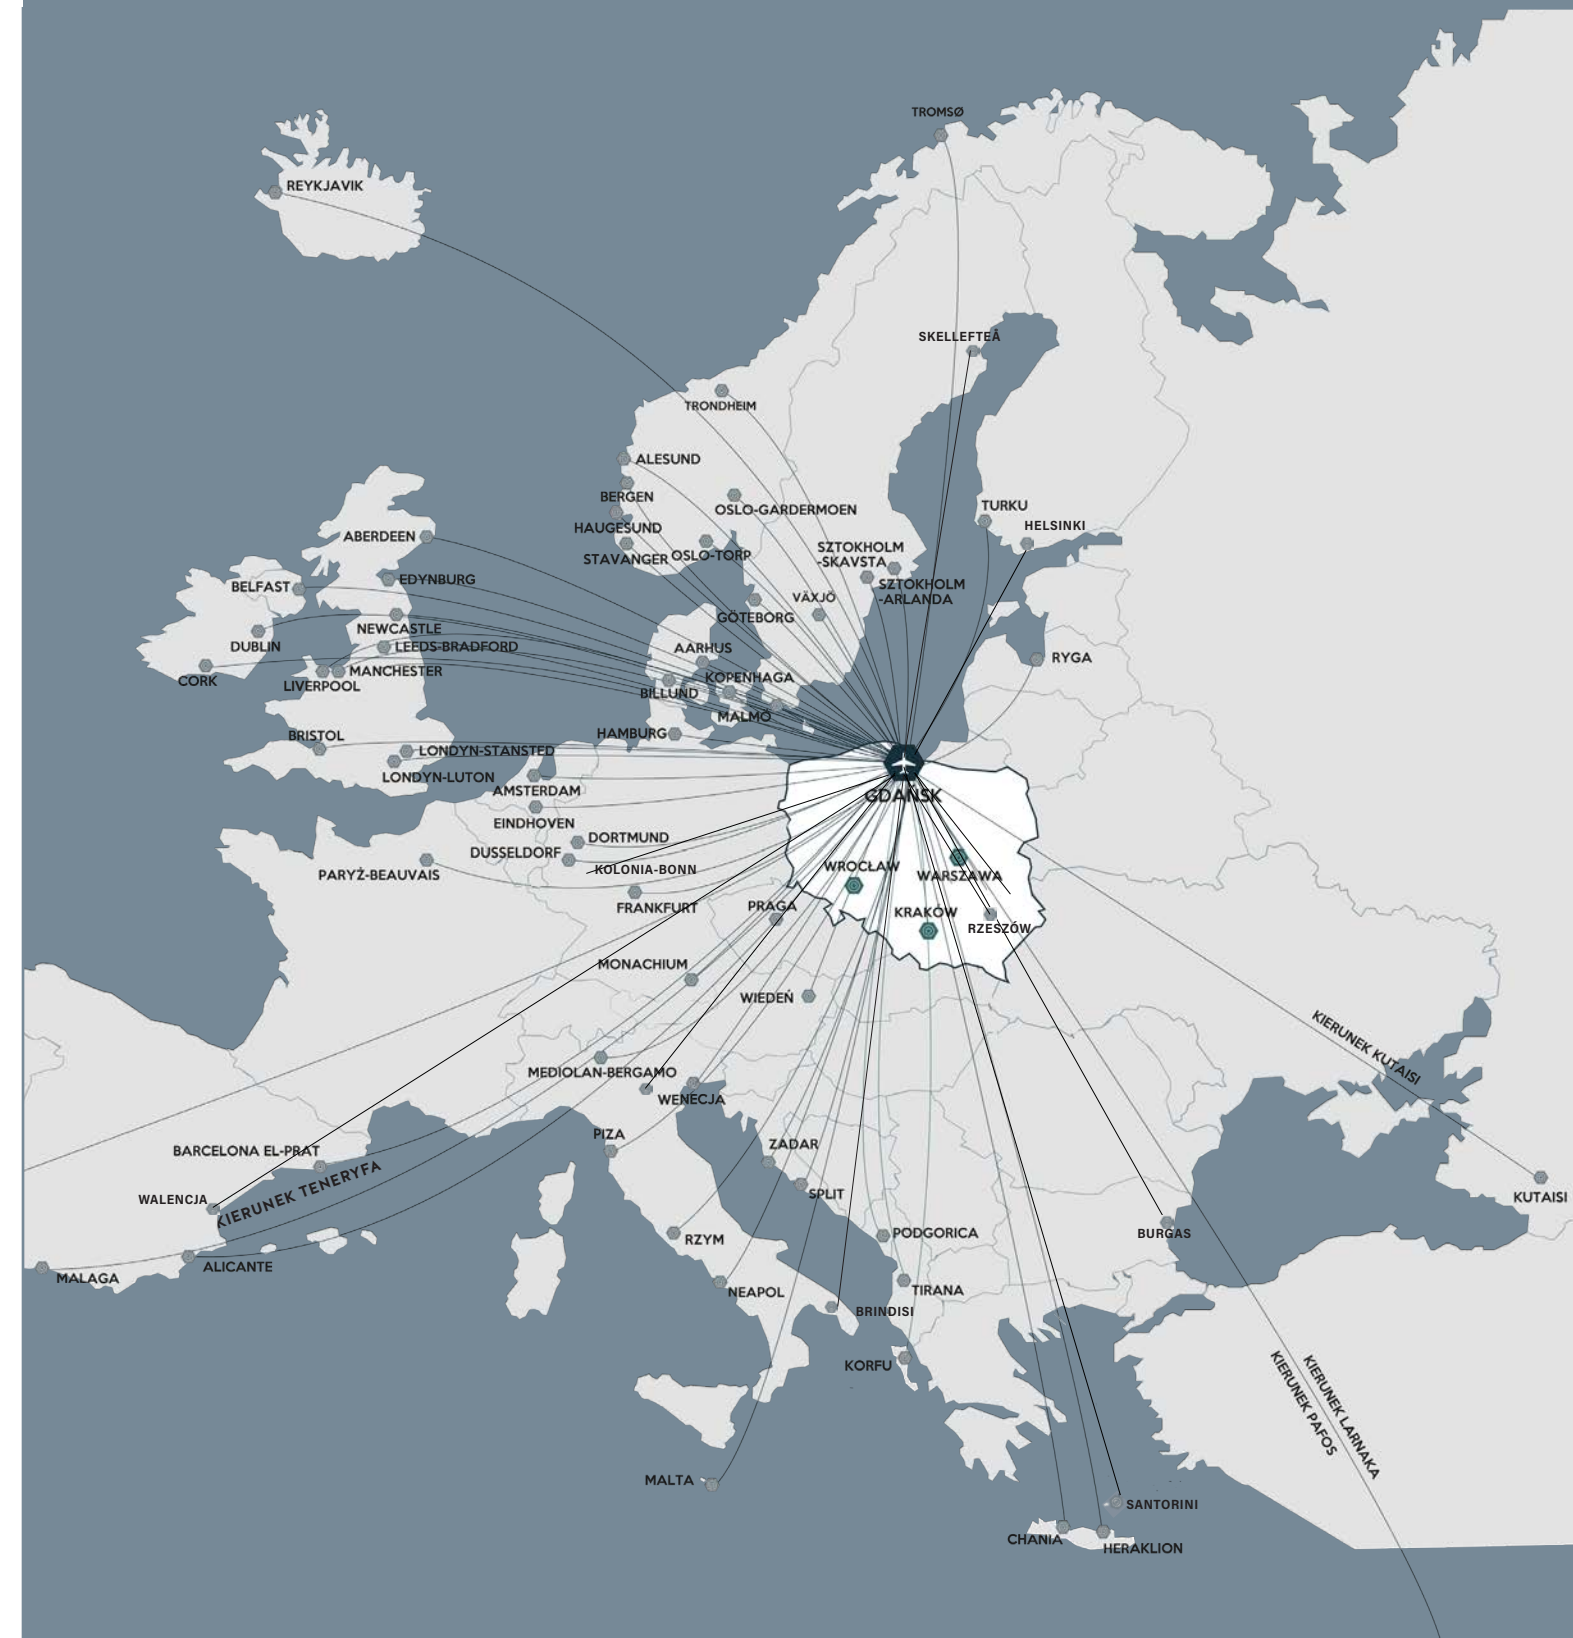 TROMSØ
REYKJAVIK
SKELLEFTEÅ
TRONDHEIM
ALESUND
BERGEN
OSLO-GARDERMOEN
TURKU
HELSINKI
HAUGESUND
ABERDEEN
STAVANGER
OSLO-TORP
SZTOKHOLM
-SKAVSTA
EDYNBURG
SZTOKHOLM
-ARLANDA
BELFAST
VÄXJÖ
GÖTEBORG
NEWCASTLE
DUBLIN
LEEDS-BRADFORD
AARHUS
RYGA
MANCHESTER
KOPENHAGA
CORK
LIVERPOOL
BILLUND
MALMÖ
BRISTOL
HAMBURG
LONDYN-STANSTED
LONDYN-LUTON
AMSTERDAM
GDAŃSK
EINDHOVEN
DORTMUND
DUSSELDORF
WROCŁAW
KOLONIA-BONN
PARYŻ-BEAUVAIS
WARSZAWA
FRANKFURT
PRAGA
KRAKÓW
RZESZÓW
MONACHIUM
WIEDEŃ
KIERUNEK KUTAISI
MEDIOLAN-BERGAMO
WENECJA
PIZA
ZADAR
BARCELONA EL-PRAT
KIERUNEK TENERYFA
WALENCJA
SPLIT
KUTAISI
BURGAS
PODGORICA
RZYM
ALICANTE
MALAGA
NEAPOL
TIRANA
BRINDISI
KORFU
KIERUNEK LARNAKA
KIERUNEK PAFOS
MALTA
SANTORINI
CHANIA
HERAKLION